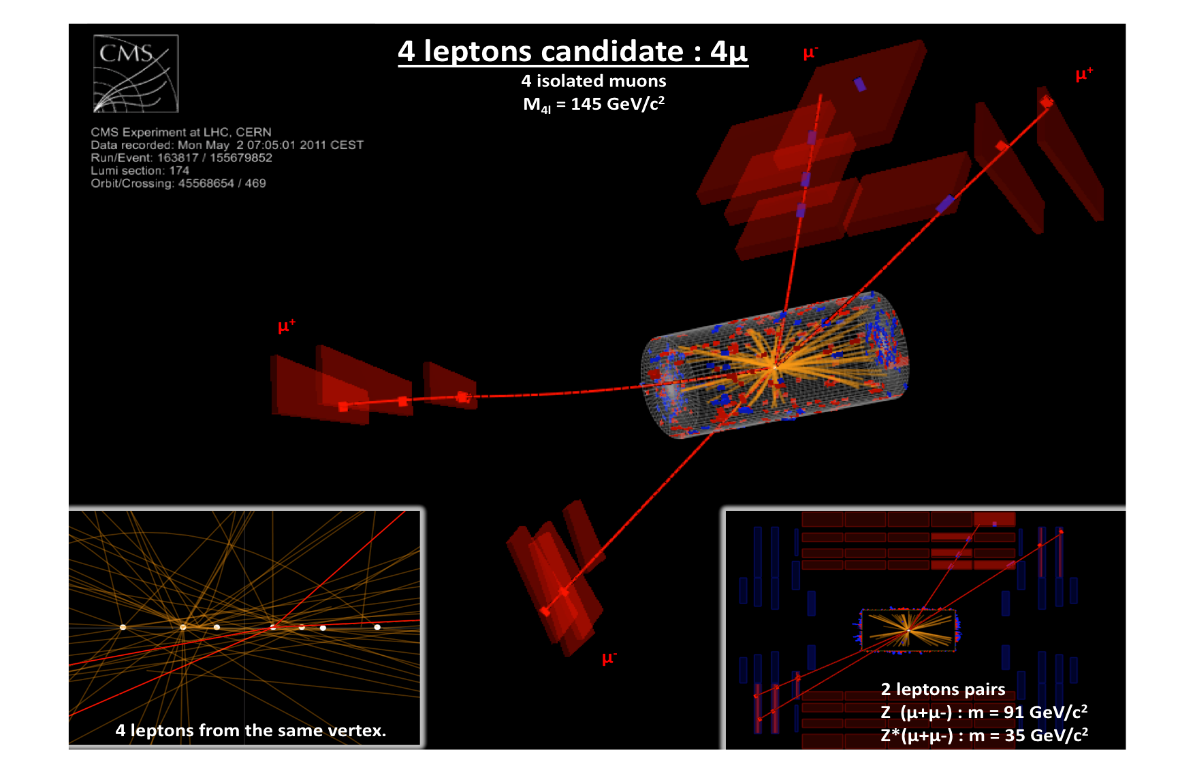 CMS
4 leptons candidate : 4μ
4 isolated muons
M4l = 145 GeV/c2
CMS Experiment at LHC, CERN
Data recorded: Mon May 2 07:05:01 2011 CEST
Run/Event: 163817 / 155679852
Lumi section: 174
Orbit/Crossing: 45568654 / 469
μ-
μ+
μ+
μ-
4 leptons from the same vertex.
2 leptons pairs
Z (μ+μ-) : m = 91 GeV/c2
Z*(μ+μ-) : m = 35 GeV/c2